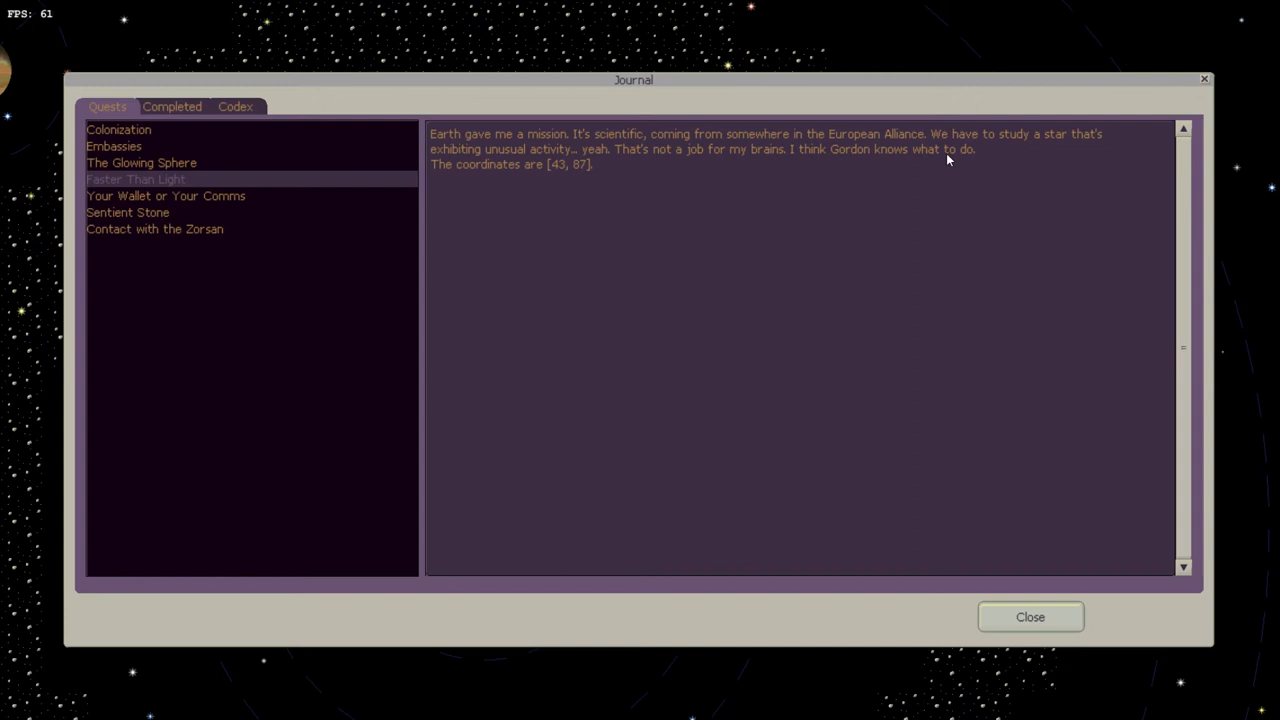 FPS: 61
Journal
Quests Completed Codex
Colonization
Embassies
The Glowing Sphere
Faster Than Light
Your Wallet or Your Comms
Sentient Stone
Contact with the Zorsan
Earth gave me a mission. It's scientific, coming from somewhere in the European Alliance. We have to study a star that's
exhibiting unusual activity... yeah. That's not a job for my brains. I think Gordon knows what to do.
The coordinates are [43, 87].
Close